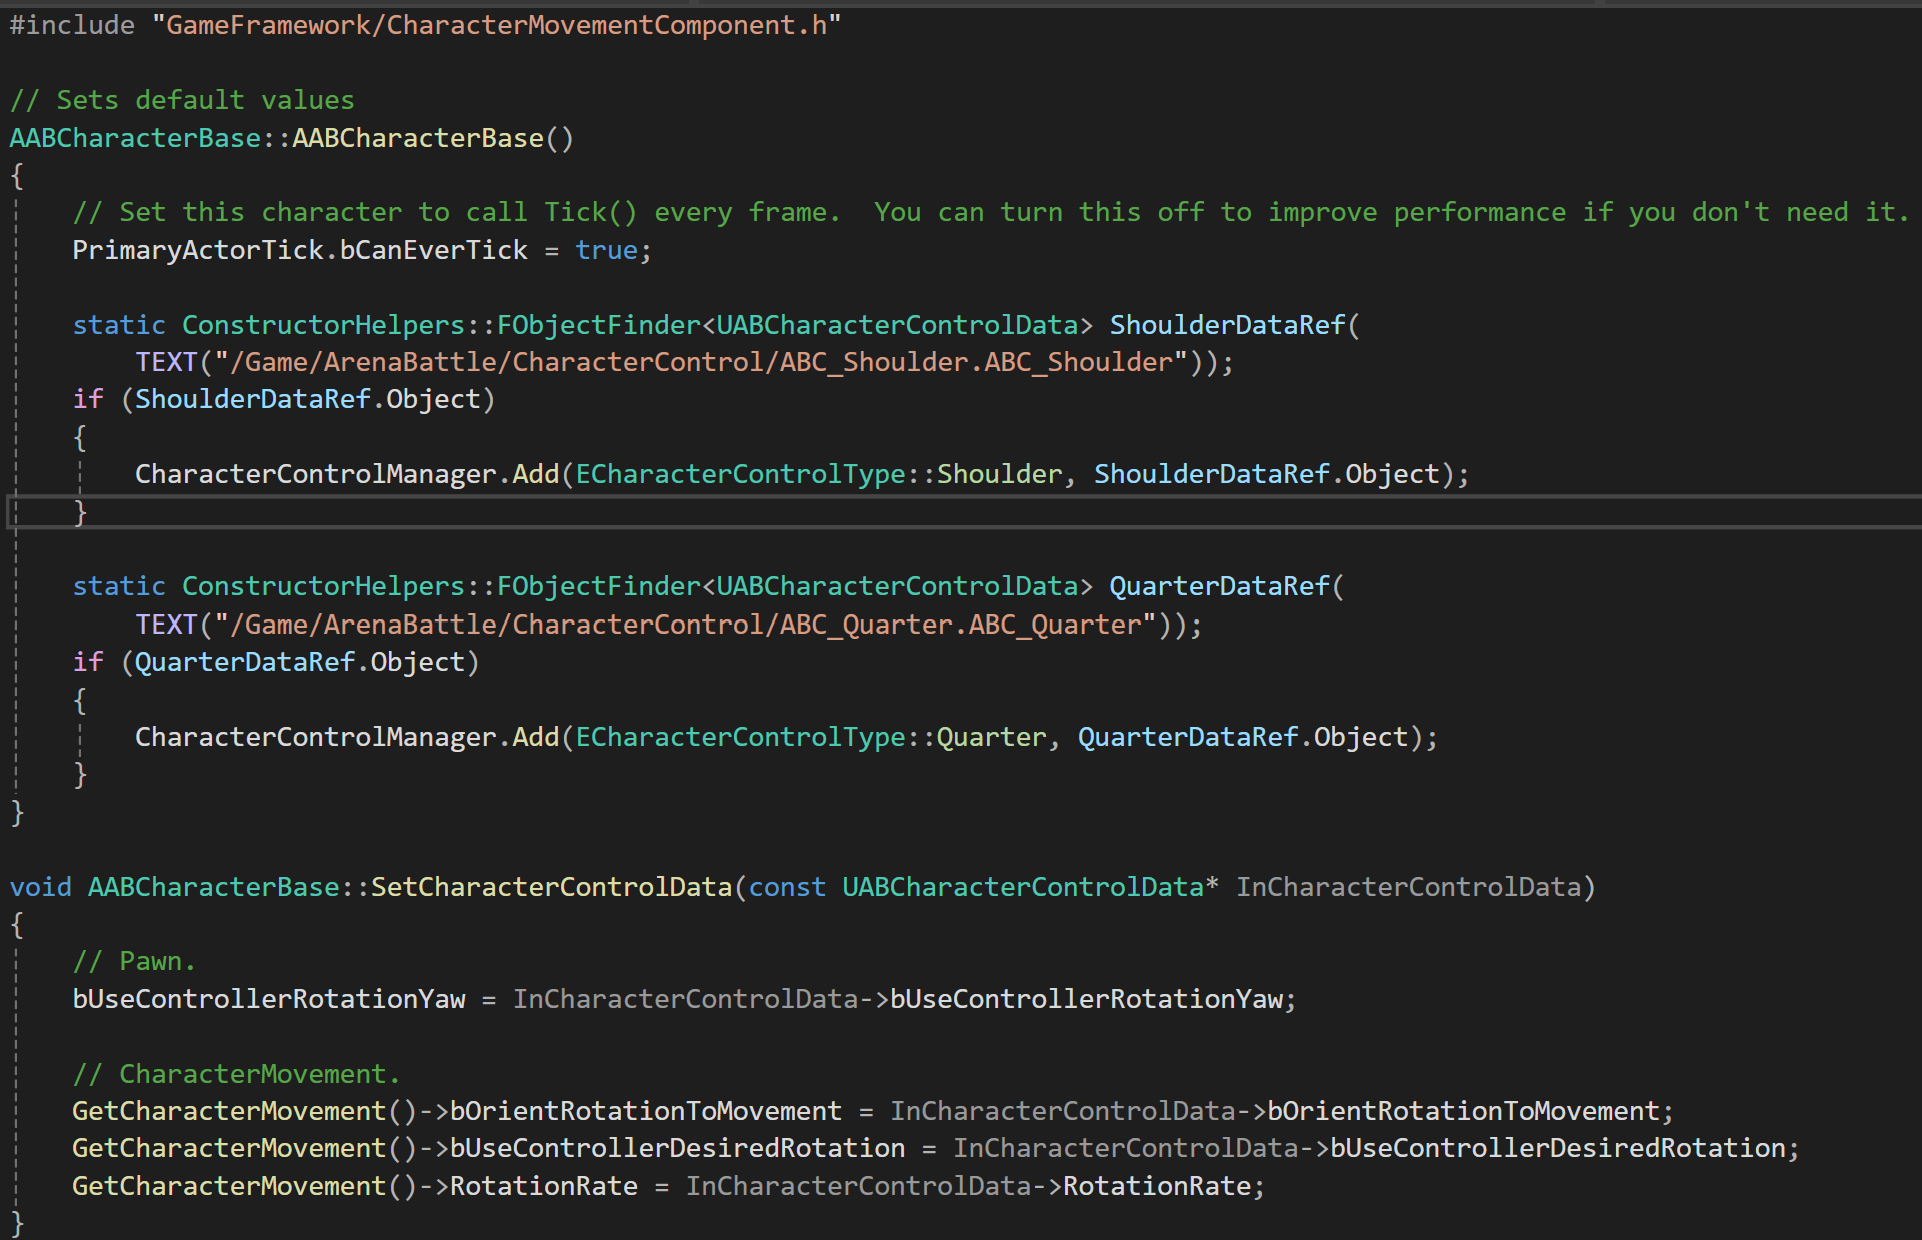 #include "GameFramework/CharacterMovementComponent.h"

// Sets default values
AABCharacterBase::AABCharacterBase()
{
    // Set this character to call Tick() every frame.  You can turn this off to improve performance if you don't need it.
    PrimaryActorTick.bCanEverTick = true;

    static ConstructorHelpers::FObjectFinder<UABCharacterControlData> ShoulderDataRef(
        TEXT("/Game/ArenaBattle/CharacterControl/ABC_Shoulder.ABC_Shoulder"));
    if (ShoulderDataRef.Object)
    {
        CharacterControlManager.Add(ECharacterControlType::Shoulder, ShoulderDataRef.Object);
    }

    static ConstructorHelpers::FObjectFinder<UABCharacterControlData> QuarterDataRef(
        TEXT("/Game/ArenaBattle/CharacterControl/ABC_Quarter.ABC_Quarter"));
    if (QuarterDataRef.Object)
    {
        CharacterControlManager.Add(ECharacterControlType::Quarter, QuarterDataRef.Object);
    }
}

void AABCharacterBase::SetCharacterControlData(const UABCharacterControlData* InCharacterControlData)
{
    // Pawn.
    bUseControllerRotationYaw = InCharacterControlData->bUseControllerRotationYaw;

    // CharacterMovement.
    GetCharacterMovement()->bOrientRotationToMovement = InCharacterControlData->bOrientRotationToMovement;
    GetCharacterMovement()->bUseControllerDesiredRotation = InCharacterControlData->bUseControllerDesiredRotation;
    GetCharacterMovement()->RotationRate = InCharacterControlData->RotationRate;
}